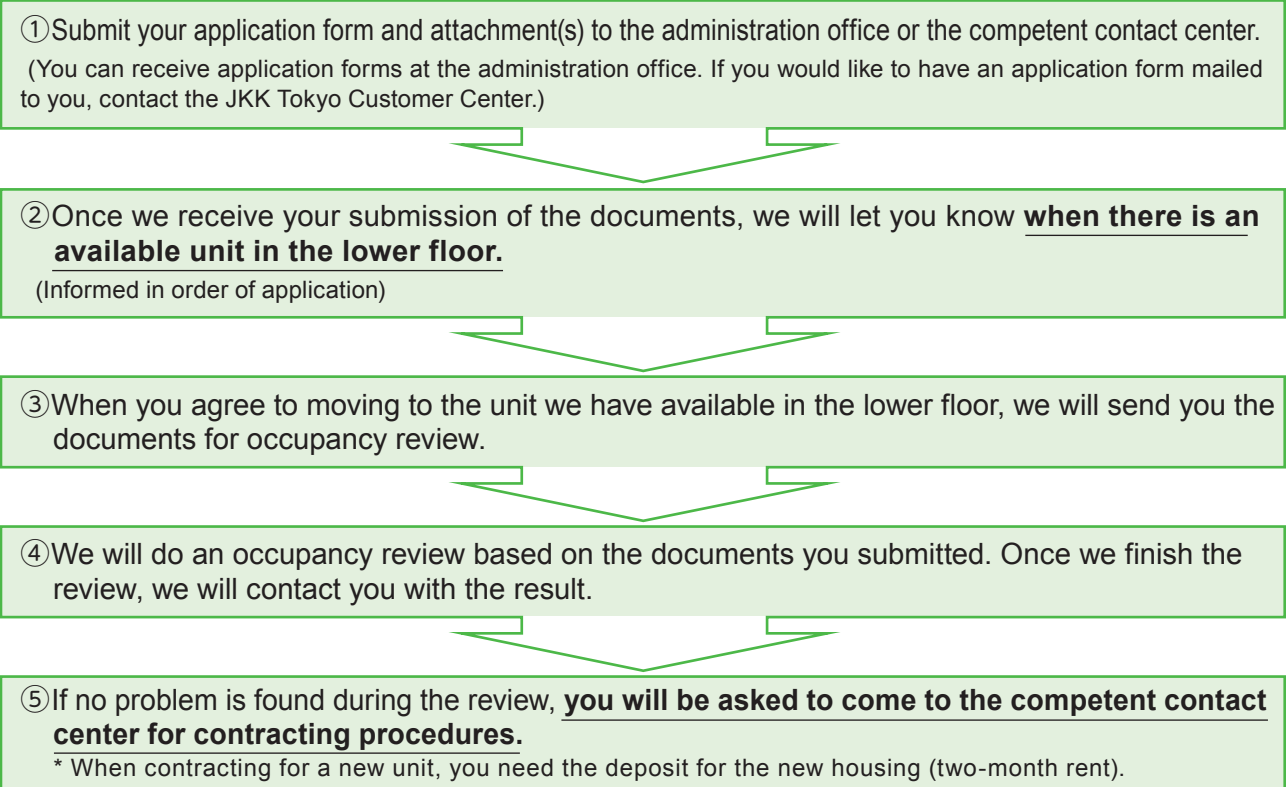 ①Submit your application form and attachment(s) to the administration office or the competent contact center.
(You can receive application forms at the administration office. If you would like to have an application form mailed
to you, contact the JKK Tokyo Customer Center.)
②Once we receive your submission of the documents, we will let you know when there is an
available unit in the lower floor.
(Informed in order of application)
③When you agree to moving to the unit we have available in the lower floor, we will send you the
documents for occupancy review.
④We will do an occupancy review based on the documents you submitted. Once we finish the
review, we will contact you with the result.
⑤If no problem is found during the review, you will be asked to come to the competent contact
center for contracting procedures.
* When contracting for a new unit, you need the deposit for the new housing (two-month rent).